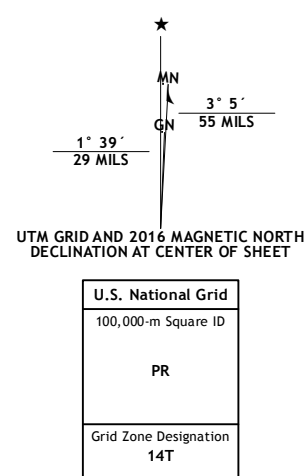 ★
MN
3° 5´
55 MILS
GN
1° 39´
29 MILS
UTM GRID AND 2016 MAGNETIC NORTH
DECLINATION AT CENTER OF SHEET
U.S. National Grid
100,000-m Square ID
PR
Grid Zone Designation
14T